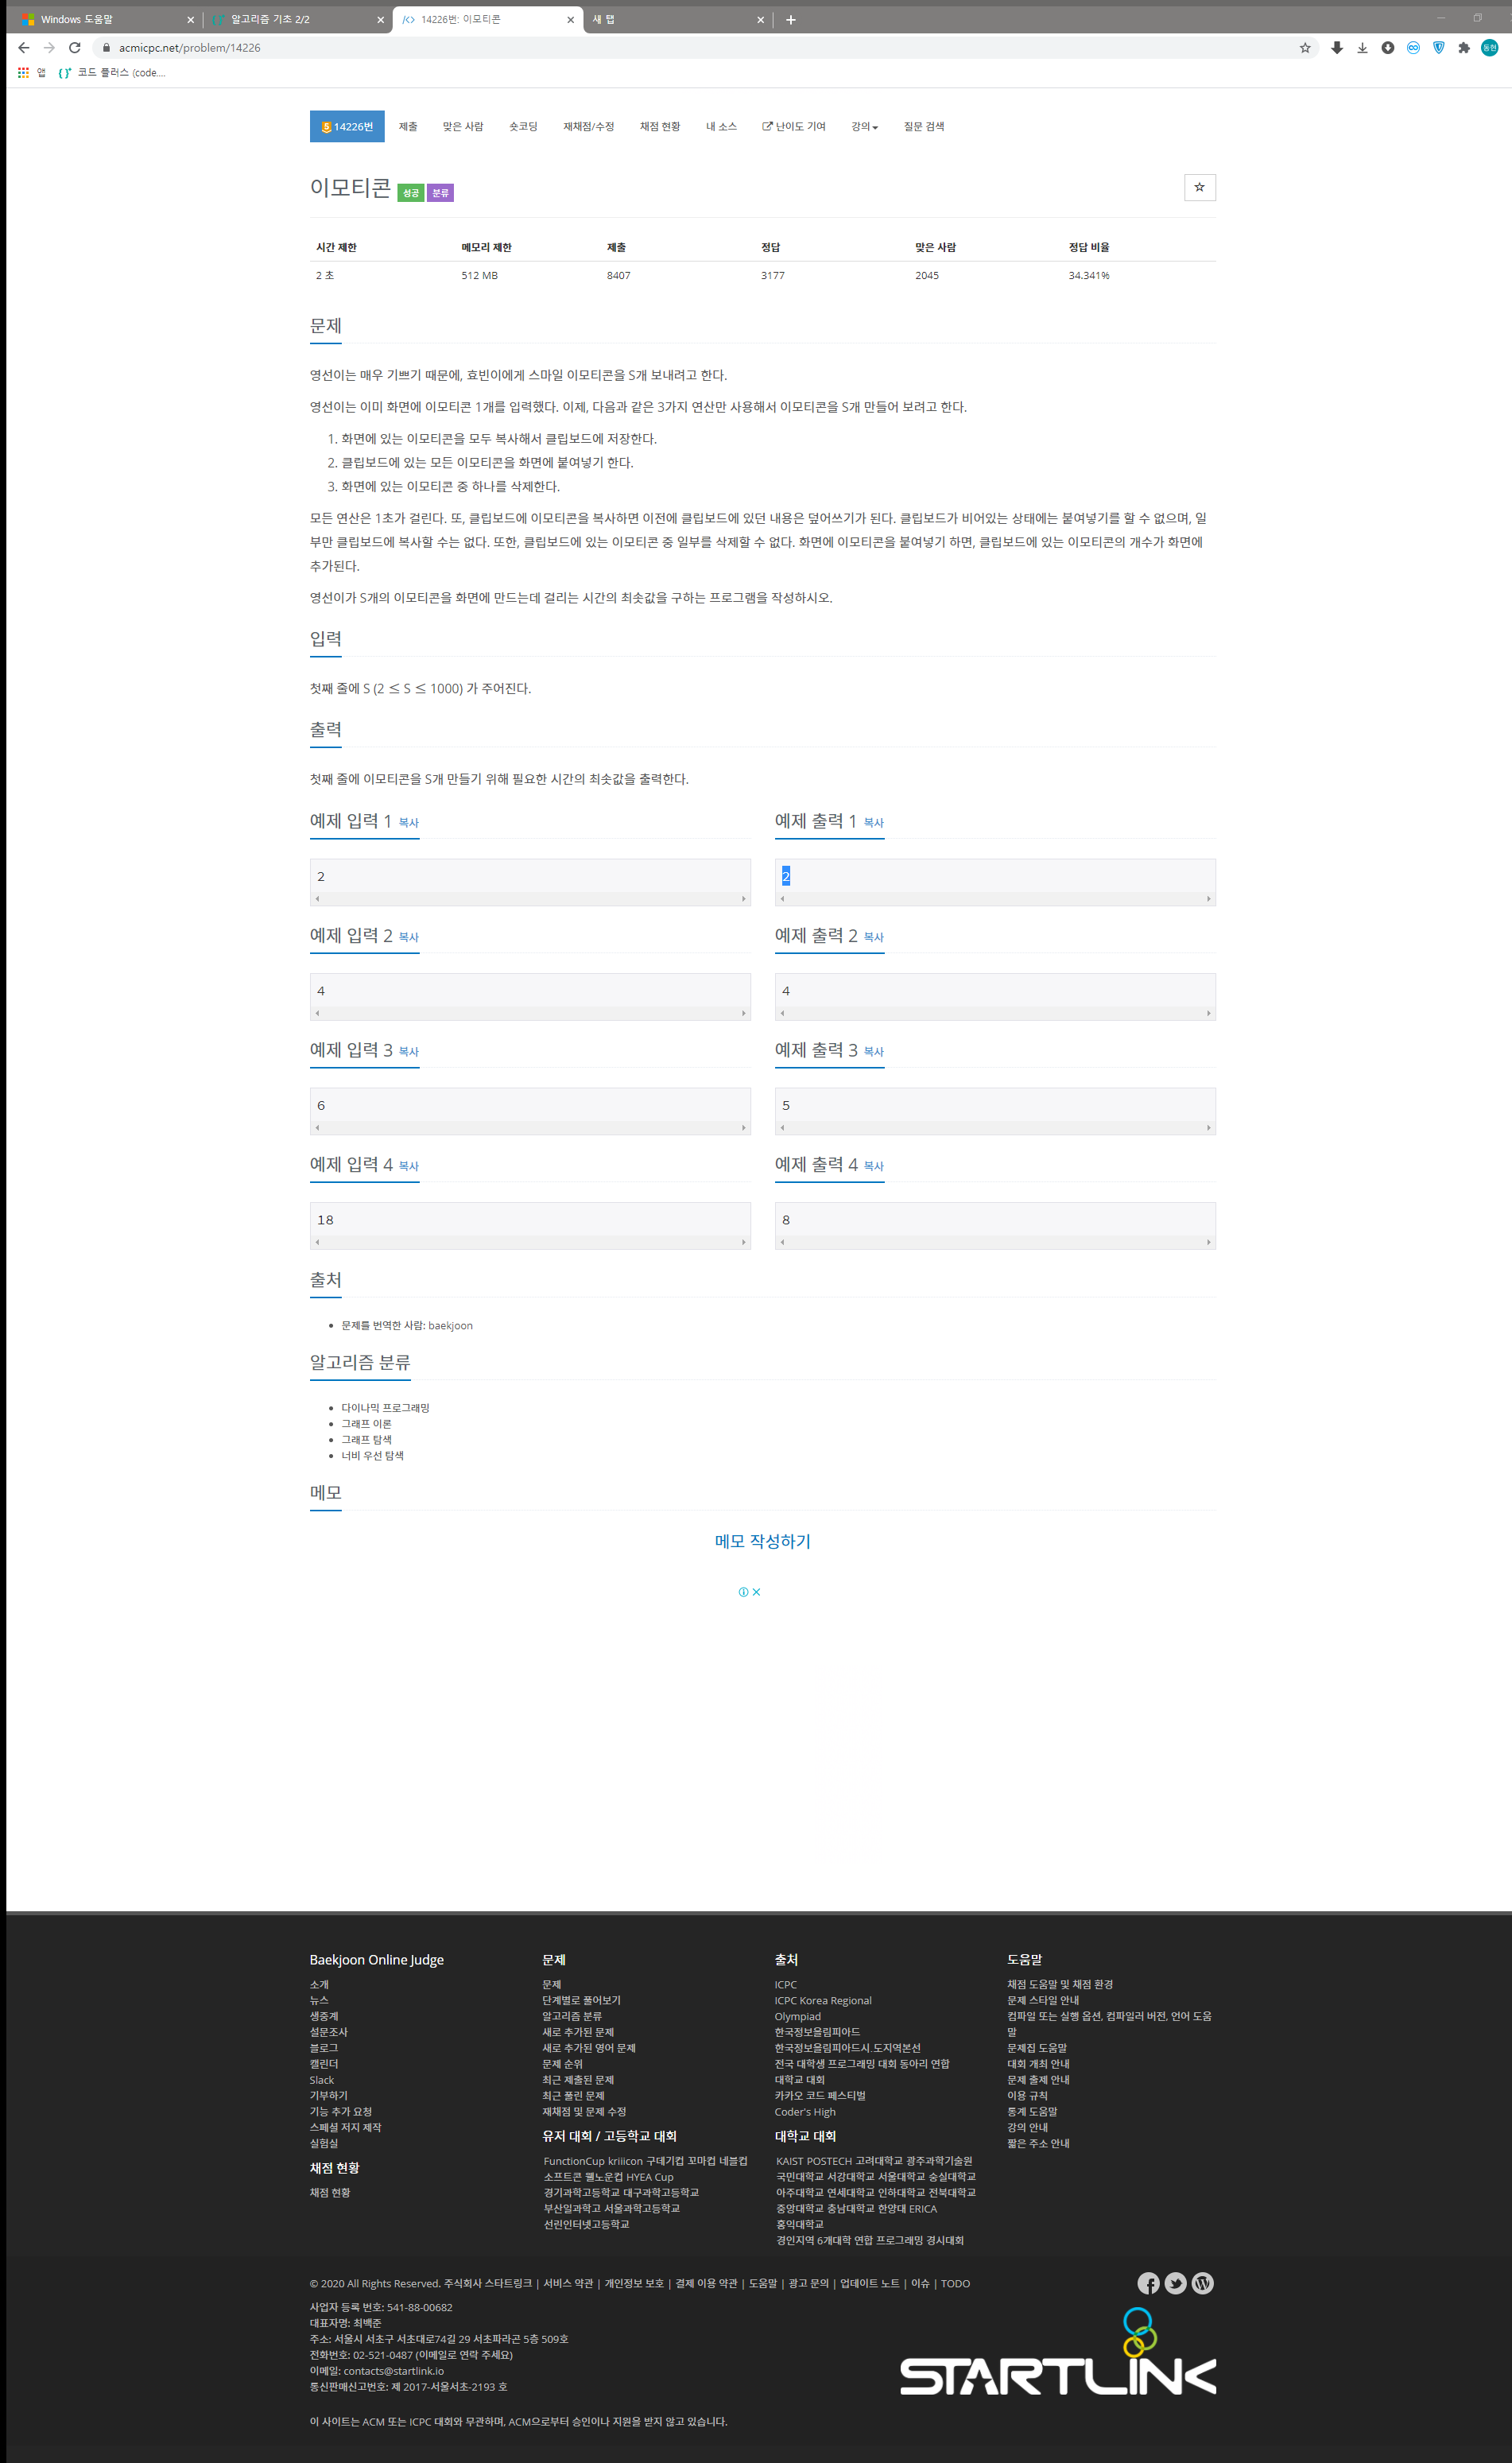 Windows 도움말
알고리즘 기초 2/2
14226번: 이모티콘
새 탭
acmicpc.net/problem/14226
동현
앱
코드 플러스 (code....
5 14226번
제출
맞은 사람
숏코딩
재채점/수정
채점 현황
내 소스
난이도 기여
강의
질문 검색
이모티콘 성공 분류
시간 제한 메모리 제한 제출 정답 맞은 사람 정답 비율
2 초 512 MB 8407 3177 2045 34.341%
문제
영선이는 매우 기쁘기 때문에, 효빈이에게 스마일 이모티콘을 S개 보내려고 한다.
영선이는 이미 화면에 이모티콘 1개를 입력했다. 이제, 다음과 같은 3가지 연산만 사용해서 이모티콘을 S개 만들어 보려고 한다.
1. 화면에 있는 이모티콘을 모두 복사해서 클립보드에 저장한다.
2. 클립보드에 있는 모든 이모티콘을 화면에 붙여넣기 한다.
3. 화면에 있는 이모티콘 중 하나를 삭제한다.
모든 연산은 1초가 걸린다. 또, 클립보드에 이모티콘을 복사하면 이전에 클립보드에 있던 내용은 덮어쓰기가 된다. 클립보드가 비어있는 상태에는 붙여넣기를 할 수 없으며, 일
부만 클립보드에 복사할 수는 없다. 또한, 클립보드에 있는 이모티콘 중 일부를 삭제할 수 없다. 화면에 이모티콘을 붙여넣기 하면, 클립보드에 있는 이모티콘의 개수가 화면에
추가된다.
영선이가 S개의 이모티콘을 화면에 만드는데 걸리는 시간의 최솟값을 구하는 프로그램을 작성하시오.
입력
첫째 줄에 S (2 ≤ S ≤ 1000) 가 주어진다.
출력
첫째 줄에 이모티콘을 S개 만들기 위해 필요한 시간의 최솟값을 출력한다.
예제 입력 1 복사
예제 출력 1 복사
2
2
예제 입력 2 복사
예제 출력 2 복사
4
4
예제 입력 3 복사
예제 출력 3 복사
6
5
예제 입력 4 복사
예제 출력 4 복사
18
8
출처
문제를 번역한 사람: baekjoon
알고리즘 분류
다이나믹 프로그래밍
그래프 이론
그래프 탐색
너비 우선 탐색
메모
메모 작성하기
Baekjoon Online Judge
소개
뉴스
생중계
설문조사
블로그
캘린더
Slack
기부하기
기능 추가 요청
스페셜 저지 제작
실험실
채점 현황
채점 현황
문제
문제
단계별로 풀어보기
알고리즘 분류
새로 추가된 문제
새로 추가된 영어 문제
문제 순위
최근 제출된 문제
최근 풀린 문제
재채점 및 문제 수정
유저 대회 / 고등학교 대회
FunctionCup kriiicon 구데기컵 꼬마컵 네블컵
소프트콘 웰노운컵 HYEA Cup
경기과학고등학교 대구과학고등학교
부산일과학고 서울과학고등학교
선린인터넷고등학교
출처
ICPC
ICPC Korea Regional
Olympiad
한국정보올림피아드
한국정보올림피아드시.도지역본선
전국 대학생 프로그래밍 대회 동아리 연합
대학교 대회
카카오 코드 페스티벌
Coder's High
대학교 대회
KAIST POSTECH 고려대학교 광주과학기술원
국민대학교 서강대학교 서울대학교 숭실대학교
아주대학교 연세대학교 인하대학교 전북대학교
중앙대학교 충남대학교 한양대 ERICA
홍익대학교
경인지역 6개대학 연합 프로그래밍 경시대회
도움말
채점 도움말 및 채점 환경
문제 스타일 안내
컴파일 또는 실행 옵션, 컴파일러 버전, 언어 도움
말
문제집 도움말
대회 개최 안내
문제 출제 안내
이용 규칙
통계 도움말
강의 안내
짧은 주소 안내
© 2020 All Rights Reserved. 주식회사 스타트링크 | 서비스 약관 | 개인정보 보호 | 결제 이용 약관 | 도움말 | 광고 문의 | 업데이트 노트 | 이슈 | TODO
사업자 등록 번호: 541-88-00682
대표자명: 최백준
주소: 서울시 서초구 서초대로74길 29 서초파라곤 5층 509호
전화번호: 02-521-0487 (이메일로 연락 주세요)
이메일: contacts@startlink.io
통신판매신고번호: 제 2017-서울서초-2193 호
STARTLINK
이 사이트는 ACM 또는 ICPC 대회와 무관하며, ACM으로부터 승인이나 지원을 받지 않고 있습니다.